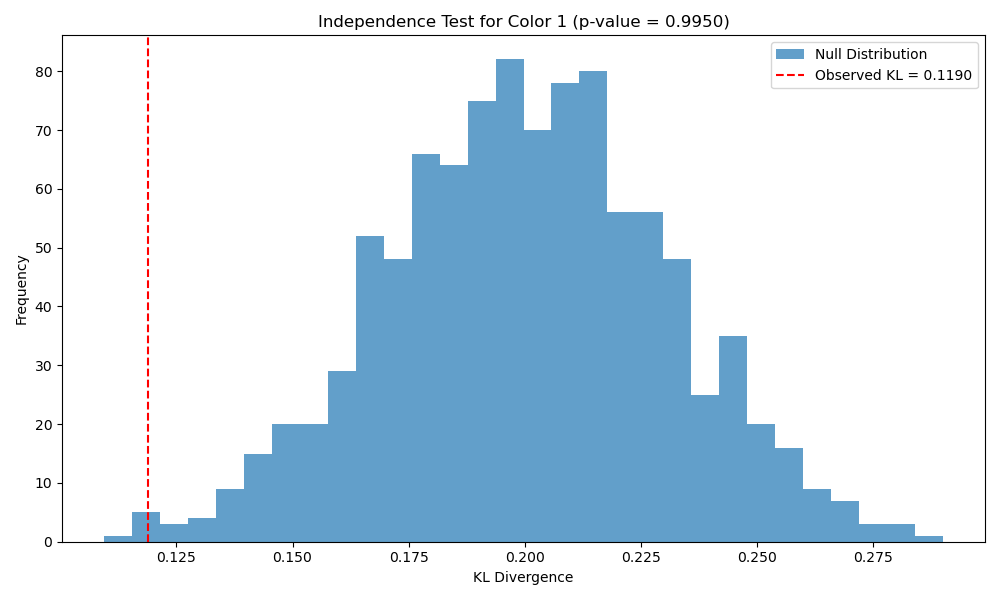 Independence Test for Color 1 (p-value = 0.9950)
Null Distribution
Observed KL = 0.1190
Frequency
80
70
60
50
40
30
20
10
0
0.125 0.150 0.175 0.200 0.225 0.250 0.275
KL Divergence